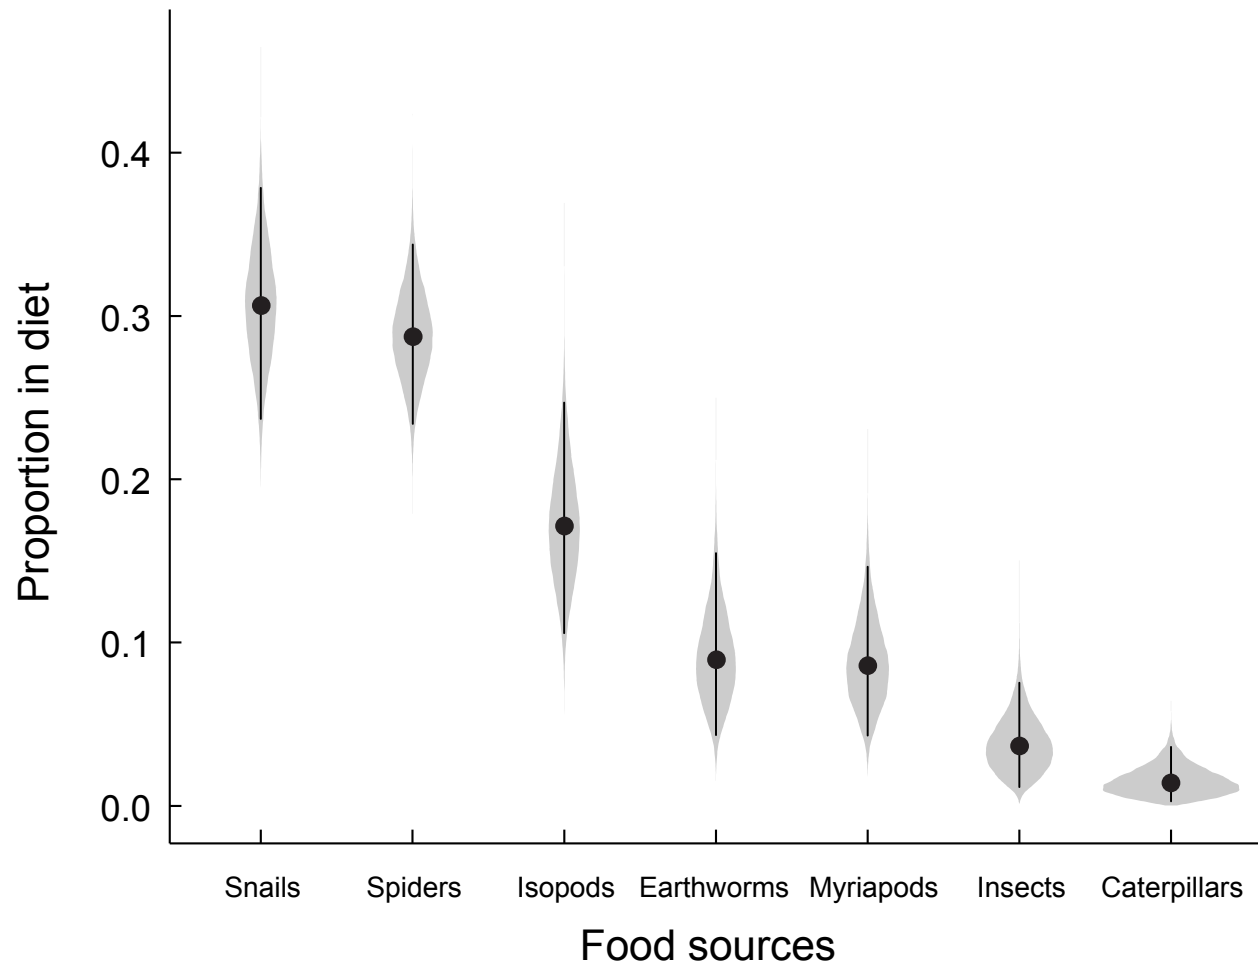 Proportion in diet
0.4
0.3
0.2
0.1
0.0
Snails Spiders Isopods Earthworms Myriapods Insects Caterpillars
Food sources